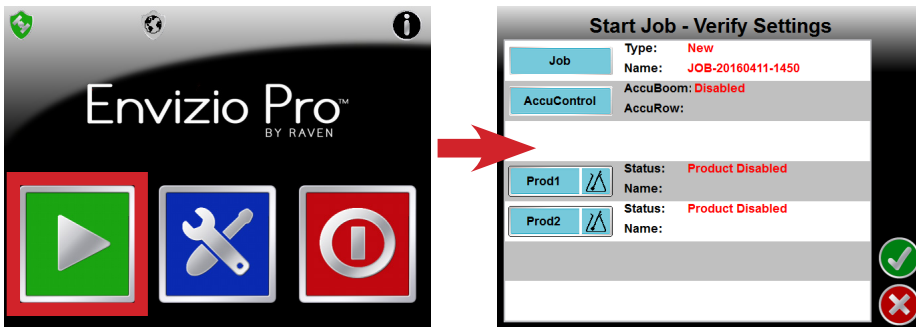 Envizio Pro™
BY RAVEN
Start Job - Verify Settings
Job
Type: New
Name: JOB-20160411-1450
AccuControl
AccuBoom: Disabled
AccuRow:
Prod1
Status: Product Disabled
Name:
Prod2
Status: Product Disabled
Name: